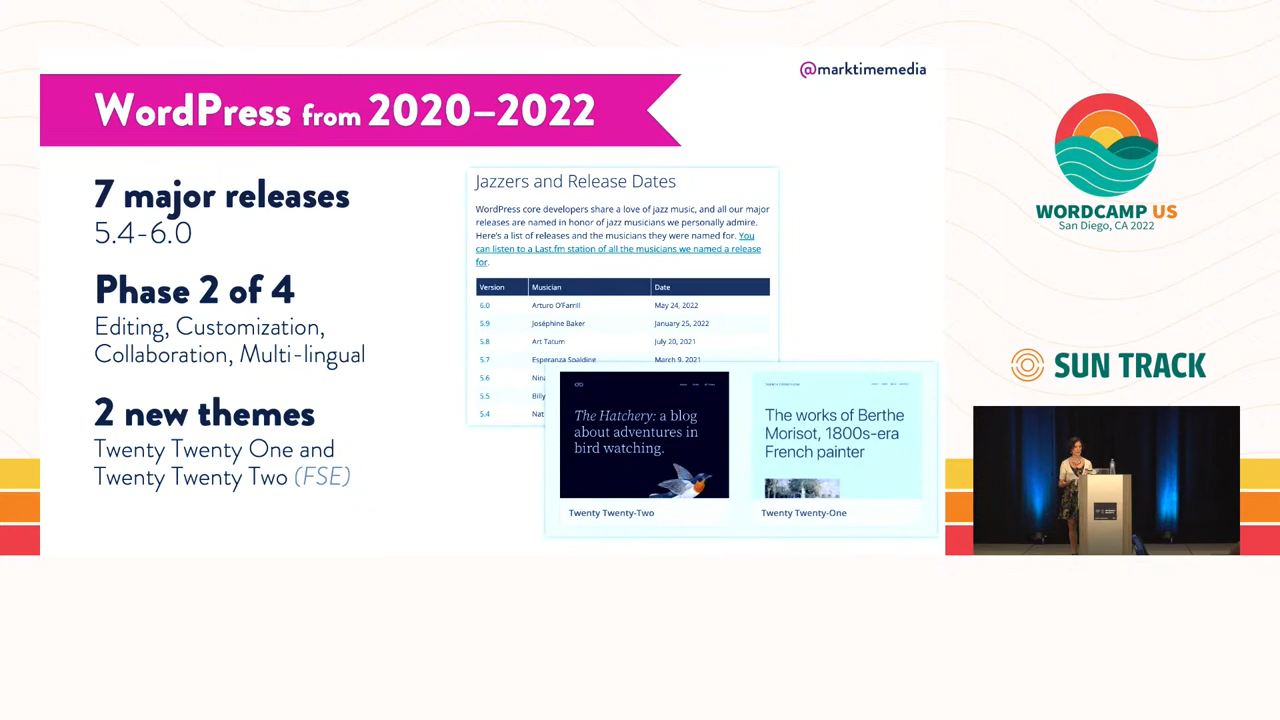 @marktimemedia
WordPress from 2020–2022
7 major releases
5.4-6.0
Phase 2 of 4
Editing, Customization,
Collaboration, Multi-lingual
2 new themes
Twenty Twenty One and
Twenty Twenty Two (FSE)
Jazzers and Release Dates
WordPress core developers share a love of jazz music, and all our major
releases are named in honor of jazz musicians we personally admire.
Here's a list of releases and the musicians they were named for. You
can listen to a Last.fm station of all the musicians we named a release
for.
Version Musician Date
6.0 Arturo O'Farrill May 24, 2022
5.9 Joséphine Baker January 25, 2022
5.8 Art Tatum July 20, 2021
5.7 Esperanza Spalding March 9, 2021
5.6 Nina
5.5 Billy
5.4 Nat
The Hatchery: a blog
about adventures in
bird watching.
Twenty Twenty-Two
The works of Berthe
Morisot, 1800s-era
French painter
Twenty Twenty-One
WORDCAMP US
San Diego, CA 2022
SUN TRACK